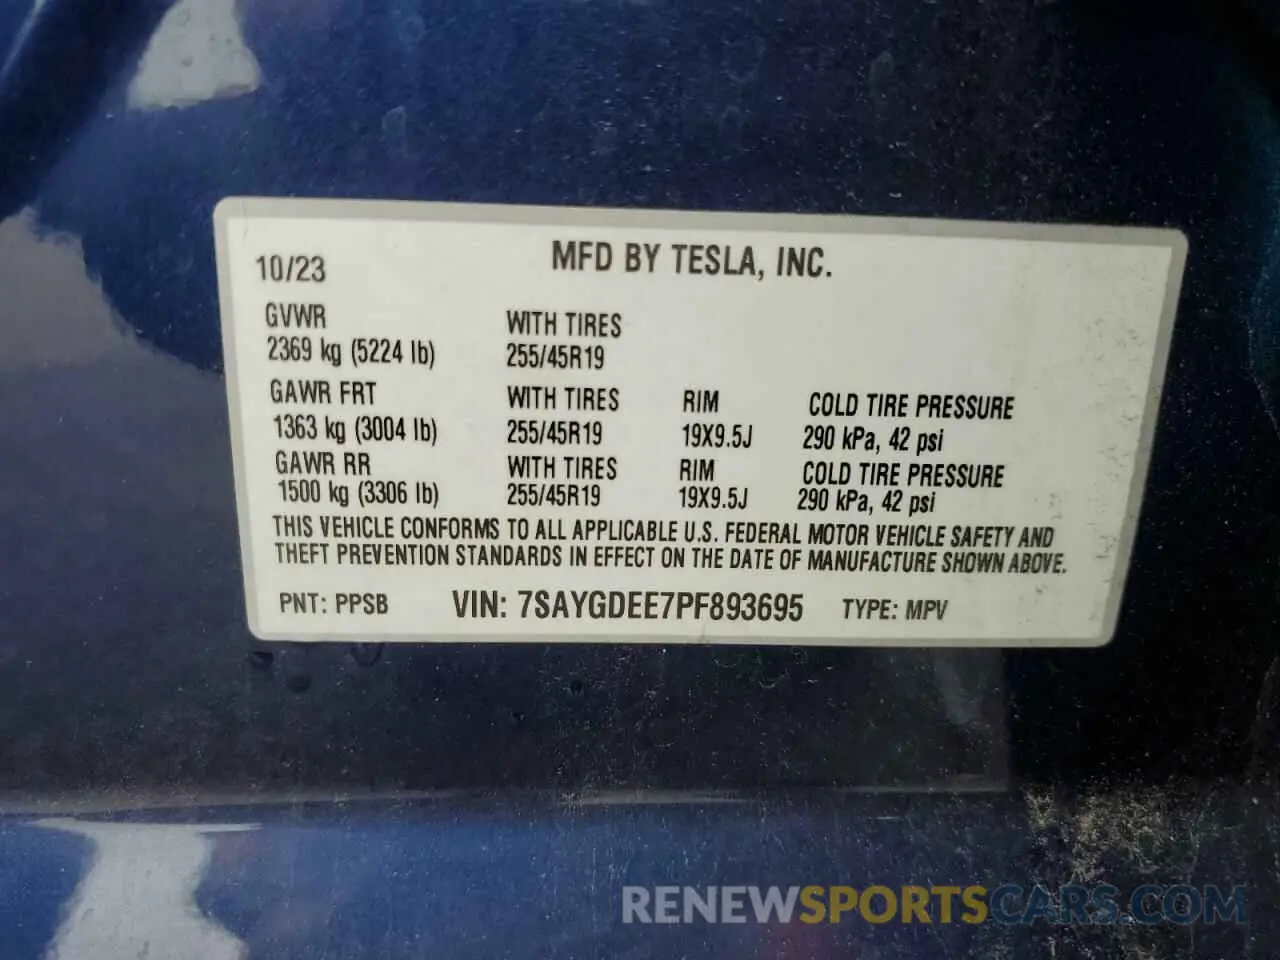 10/23 MFD BY TESLA, INC.
GVWR WITH TIRES
2369 kg (5224 lb) 255/45R19
GAWR FRT WITH TIRES RIM COLD TIRE PRESSURE
1363 kg (3004 lb) 255/45R19 19X9.5J 290 kPa, 42 psi
GAWR RR WITH TIRES RIM COLD TIRE PRESSURE
1500 kg (3306 lb) 255/45R19 19X9.5J 290 kPa, 42 psi
THIS VEHICLE CONFORMS TO ALL APPLICABLE U.S. FEDERAL MOTOR VEHICLE SAFETY AND
THEFT PREVENTION STANDARDS IN EFFECT ON THE DATE OF MANUFACTURE SHOWN ABOVE.
PNT: PPSB VIN: 7SAYGDEE7PF893695 TYPE: MPV
RENEWSPORTSCARS.COM